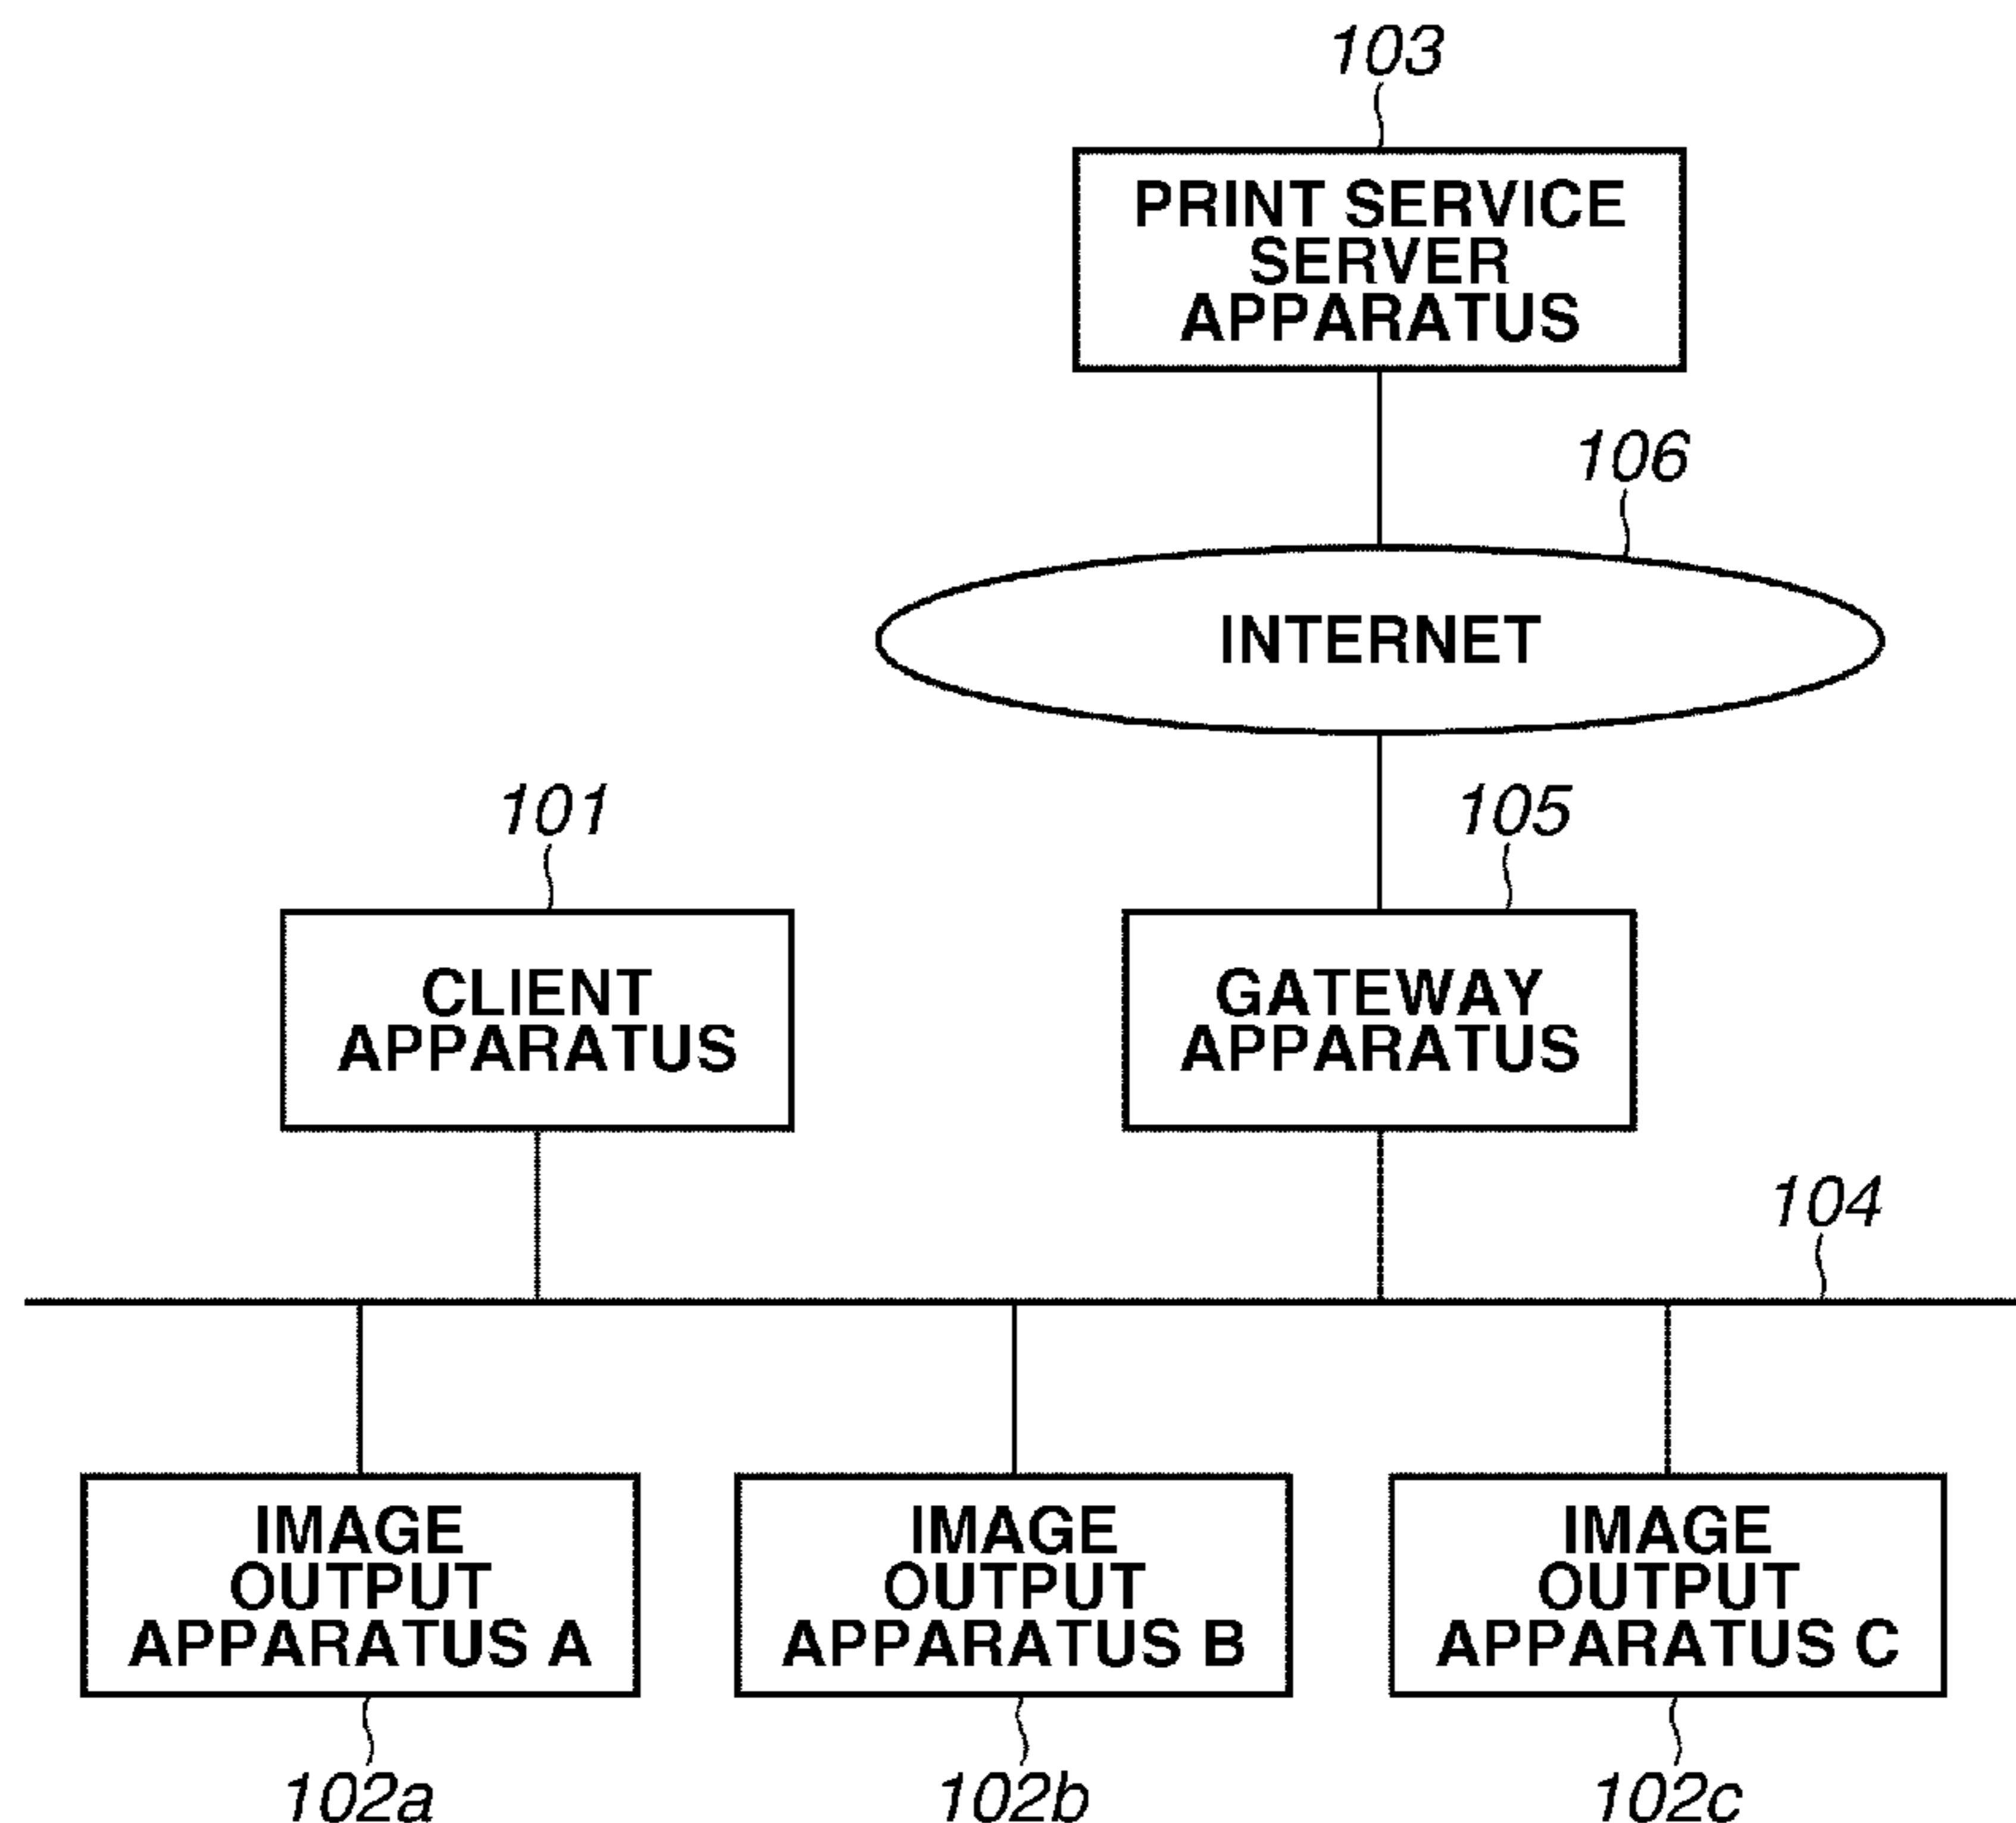 103
PRINT SERVICE
SERVER
APPARATUS
106
INTERNET
101
105
CLIENT
APPARATUS
GATEWAY
APPARATUS
104
IMAGE
OUTPUT
APPARATUS A
IMAGE
OUTPUT
APPARATUS B
IMAGE
OUTPUT
APPARATUS C
102a
102b
102c